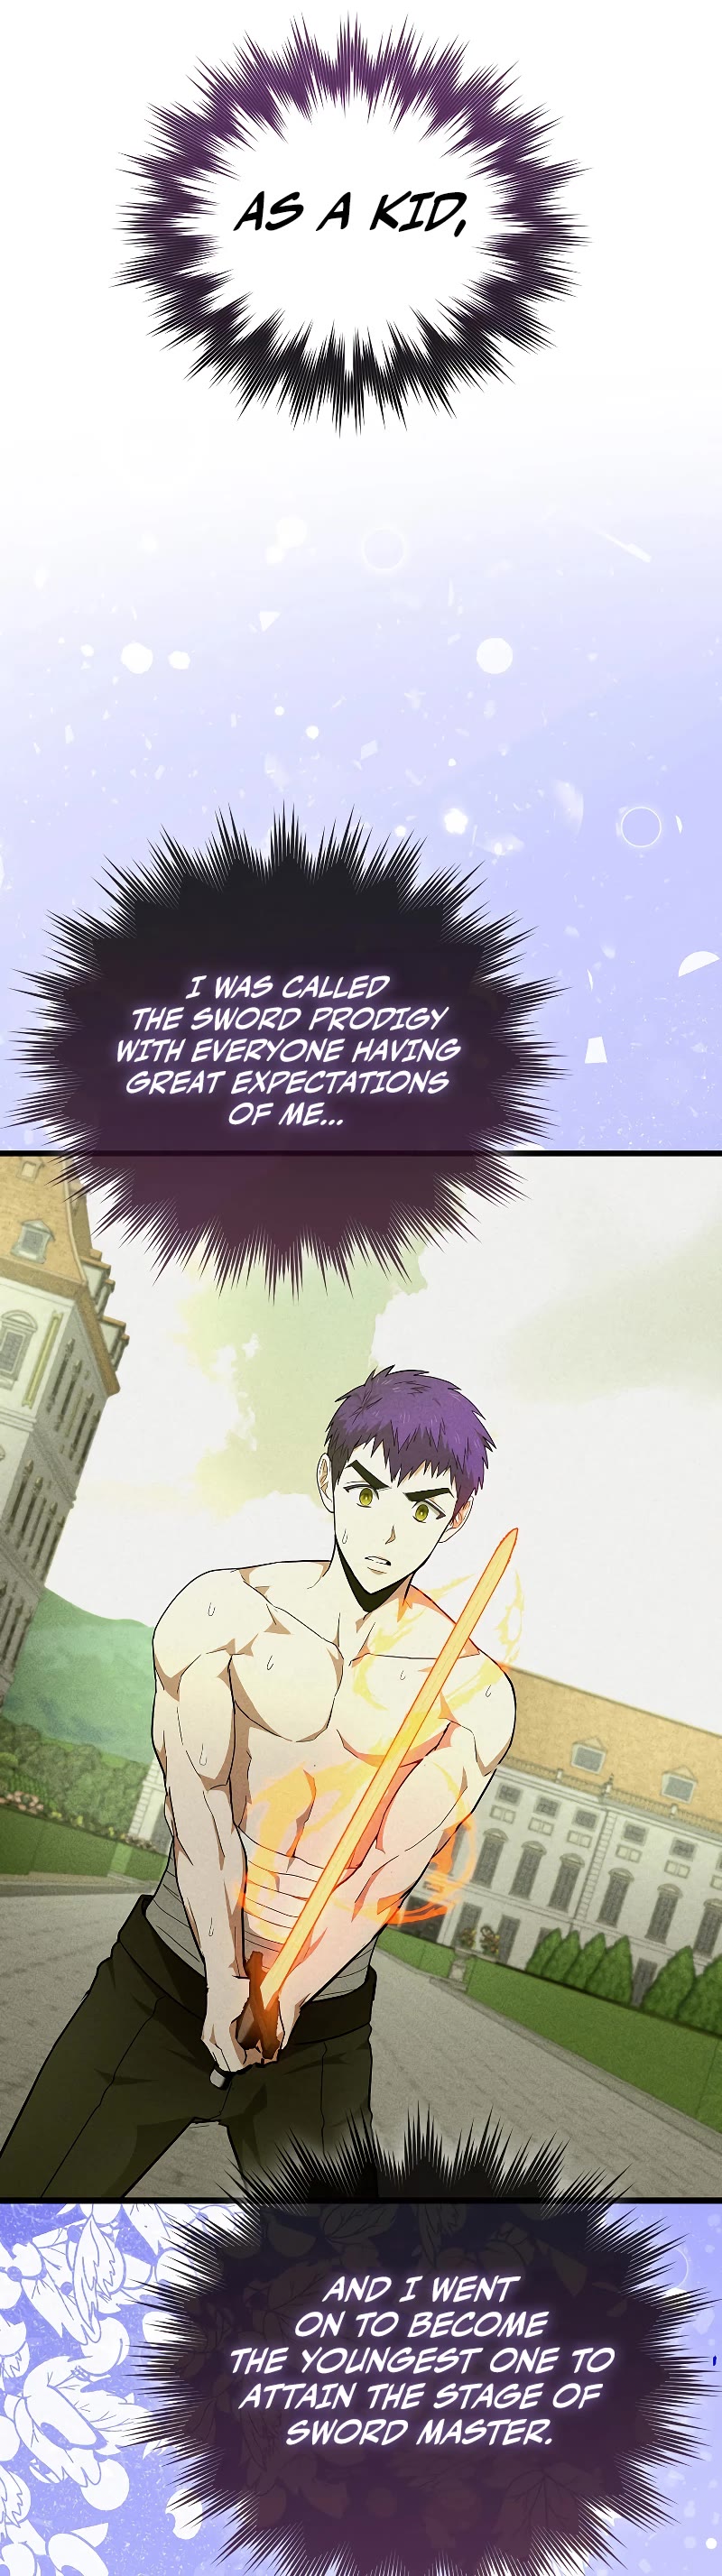 AS A KID,
I WAS CALLED
THE SWORD PRODIGY
WITH EVERYONE HAVING
GREAT EXPECTATIONS
OF ME...
AND I WENT
ON TO BECOME
THE YOUNGEST ONE TO
ATTAIN THE STAGE OF
SWORD MASTER.